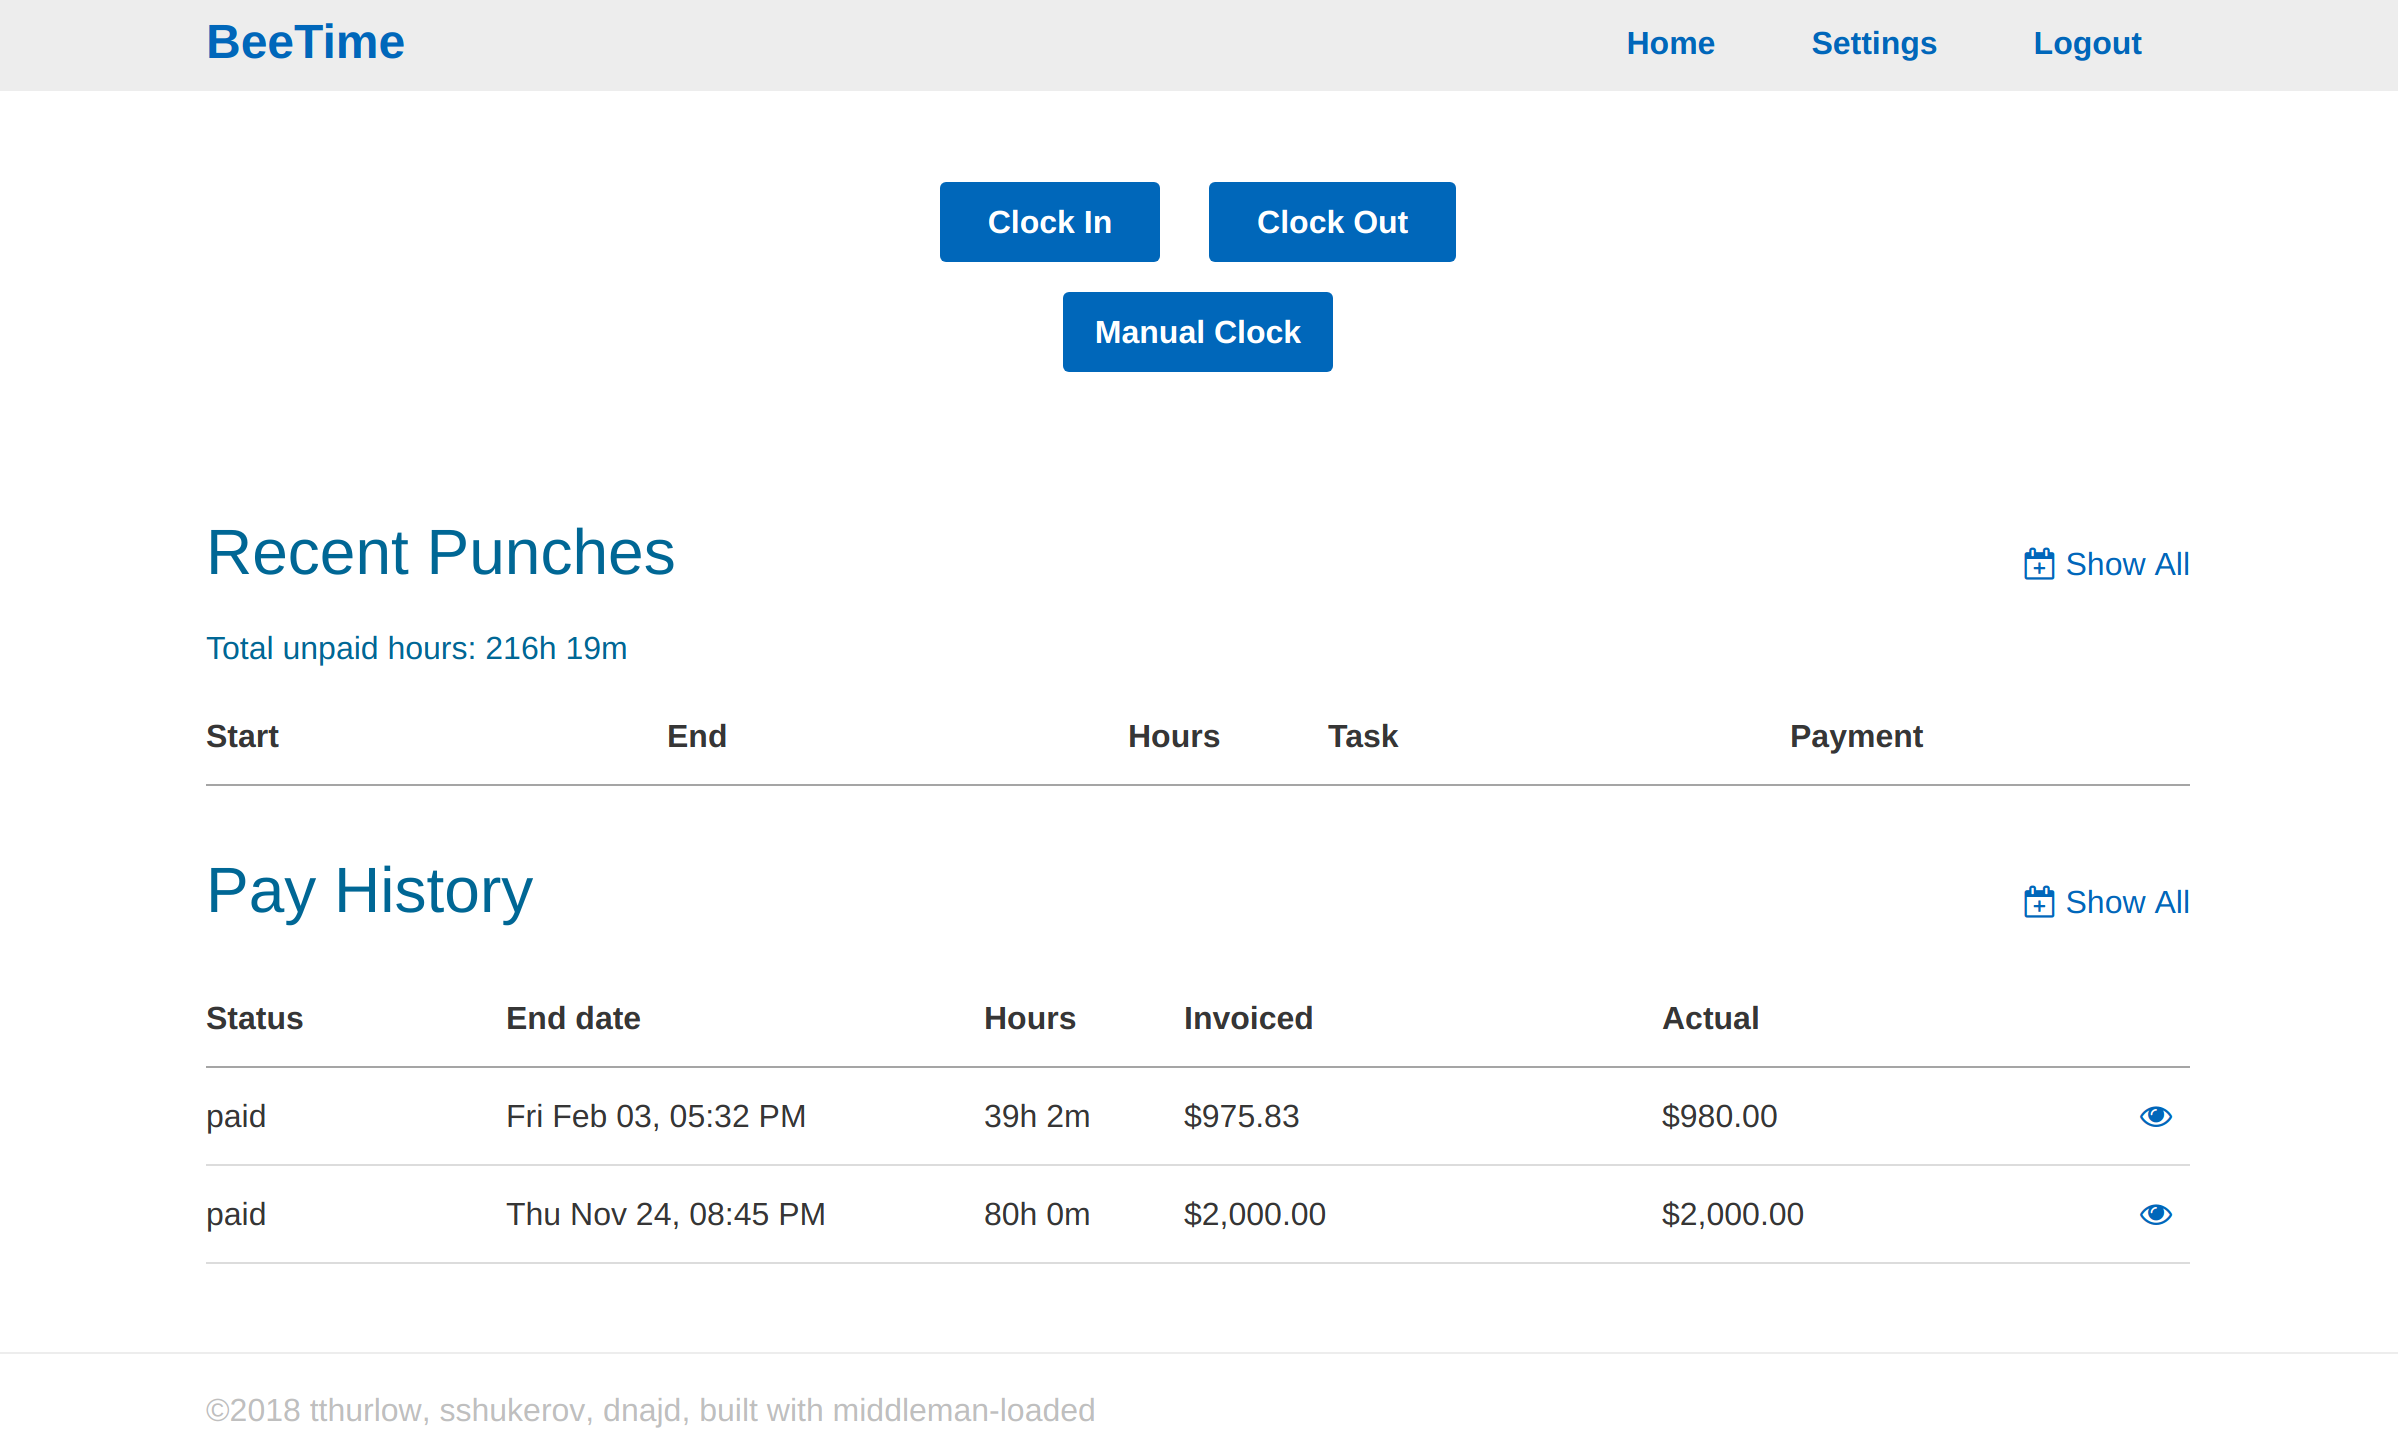 BeeTime Home Settings Logout
Clock In Clock Out
Manual Clock
Recent Punches Show All
Total unpaid hours: 216h 19m
Start End Hours Task Payment
Pay History Show All
Status End date Hours Invoiced Actual
paid Fri Feb 03, 05:32 PM 39h 2m $975.83 $980.00
paid Thu Nov 24, 08:45 PM 80h 0m $2,000.00 $2,000.00
©2018 tthurlow, sshukerov, dnajd, built with middleman-loaded